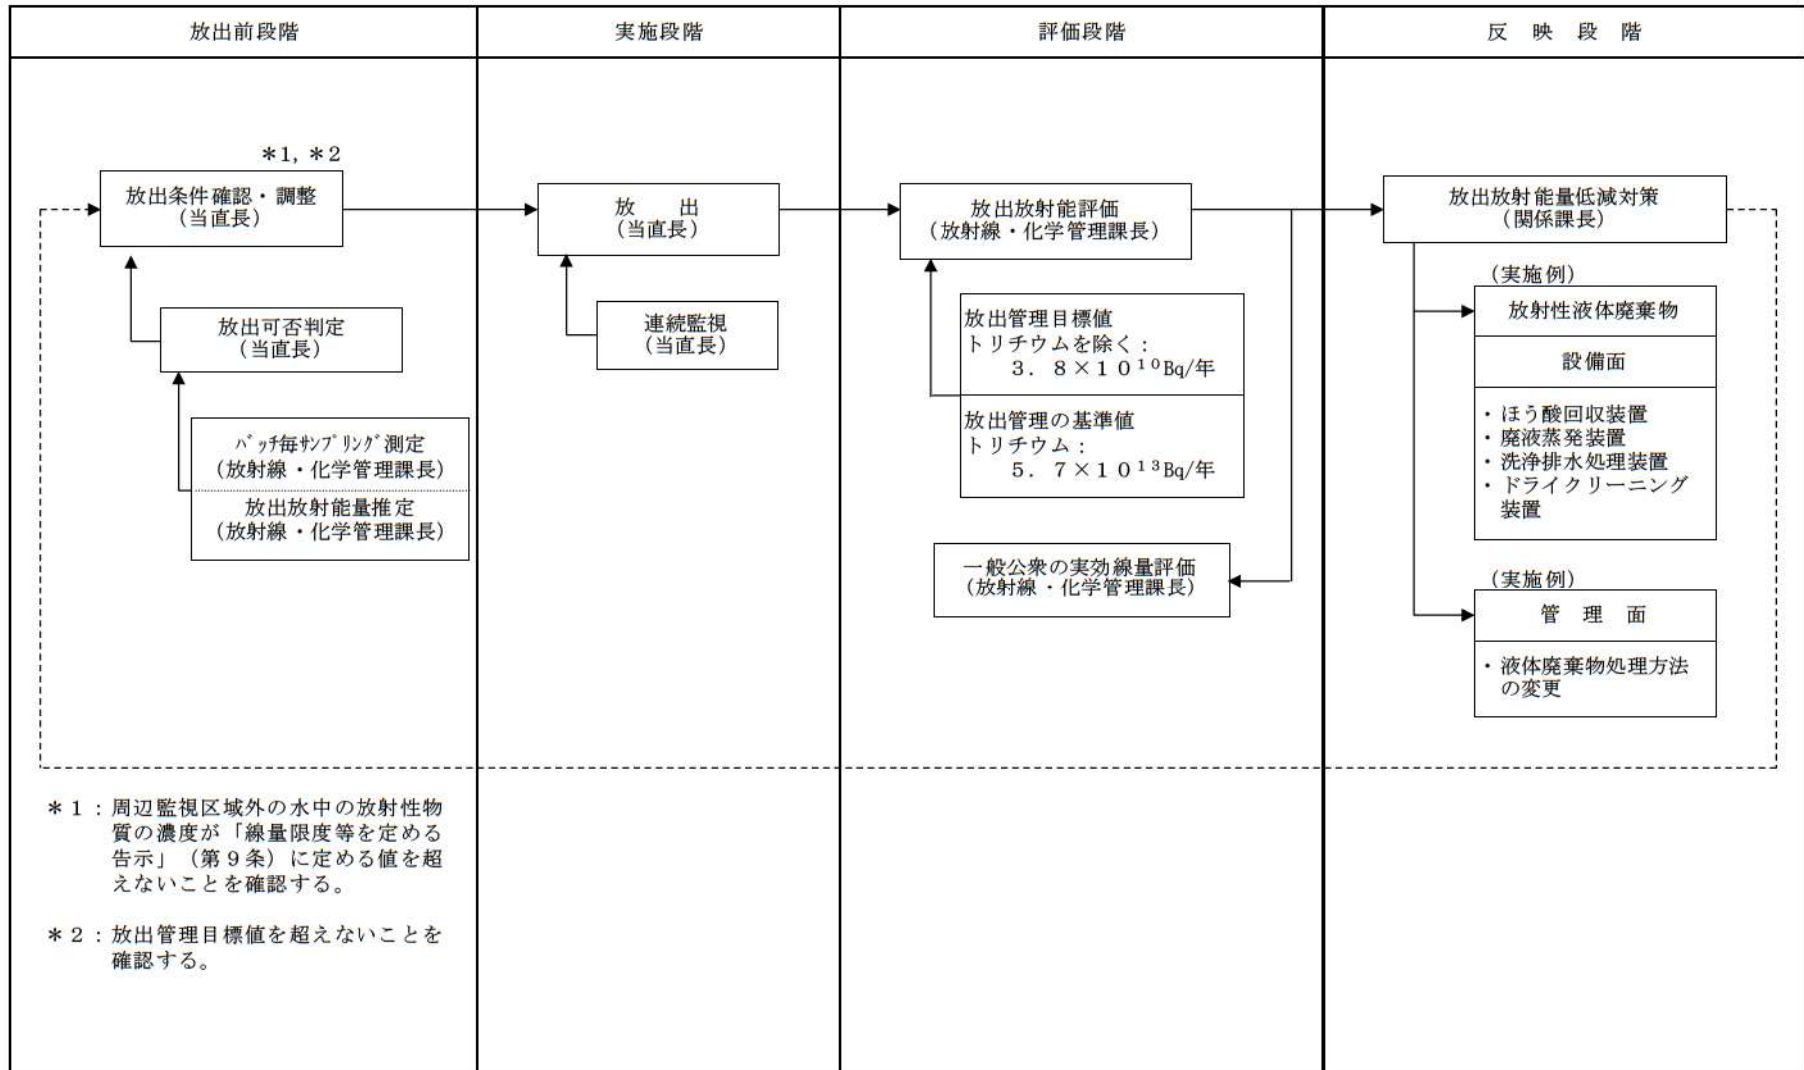 放出前段階
実施段階
評価段階
反　映　段　階
＊1, ＊2
放出条件確認・調整
(当直長)
放出可否判定
(当直長)
ﾊﾞｯﾁ毎ｻﾝﾌﾟﾘﾝｸﾞ測定
(放射線・化学管理課長)
放出放射能量推定
(放射線・化学管理課長)
＊１：周辺監視区域外の水中の放射性物
質の濃度が「線量限度等を定める
告示」（第９条）に定める値を超
えないことを確認する。
＊２：放出管理目標値を超えないことを
確認する。
放　　出
(当直長)
連続監視
(当直長)
放出放射能評価
(放射線・化学管理課長)
放出管理目標値
トリチウムを除く：
３．８×１０¹⁰Bq/年
放出管理の基準値
トリチウム：
５．７×１０¹³Bq/年
一般公衆の実効線量評価
(放射線・化学管理課長)
放出放射能量低減対策
(関係課長)
(実施例)
放射性液体廃棄物
設備面
・ほう酸回収装置
・廃液蒸発装置
・洗浄排水処理装置
・ドライクリーニング
装置
(実施例)
管　理　面
・液体廃棄物処理方法
の変更